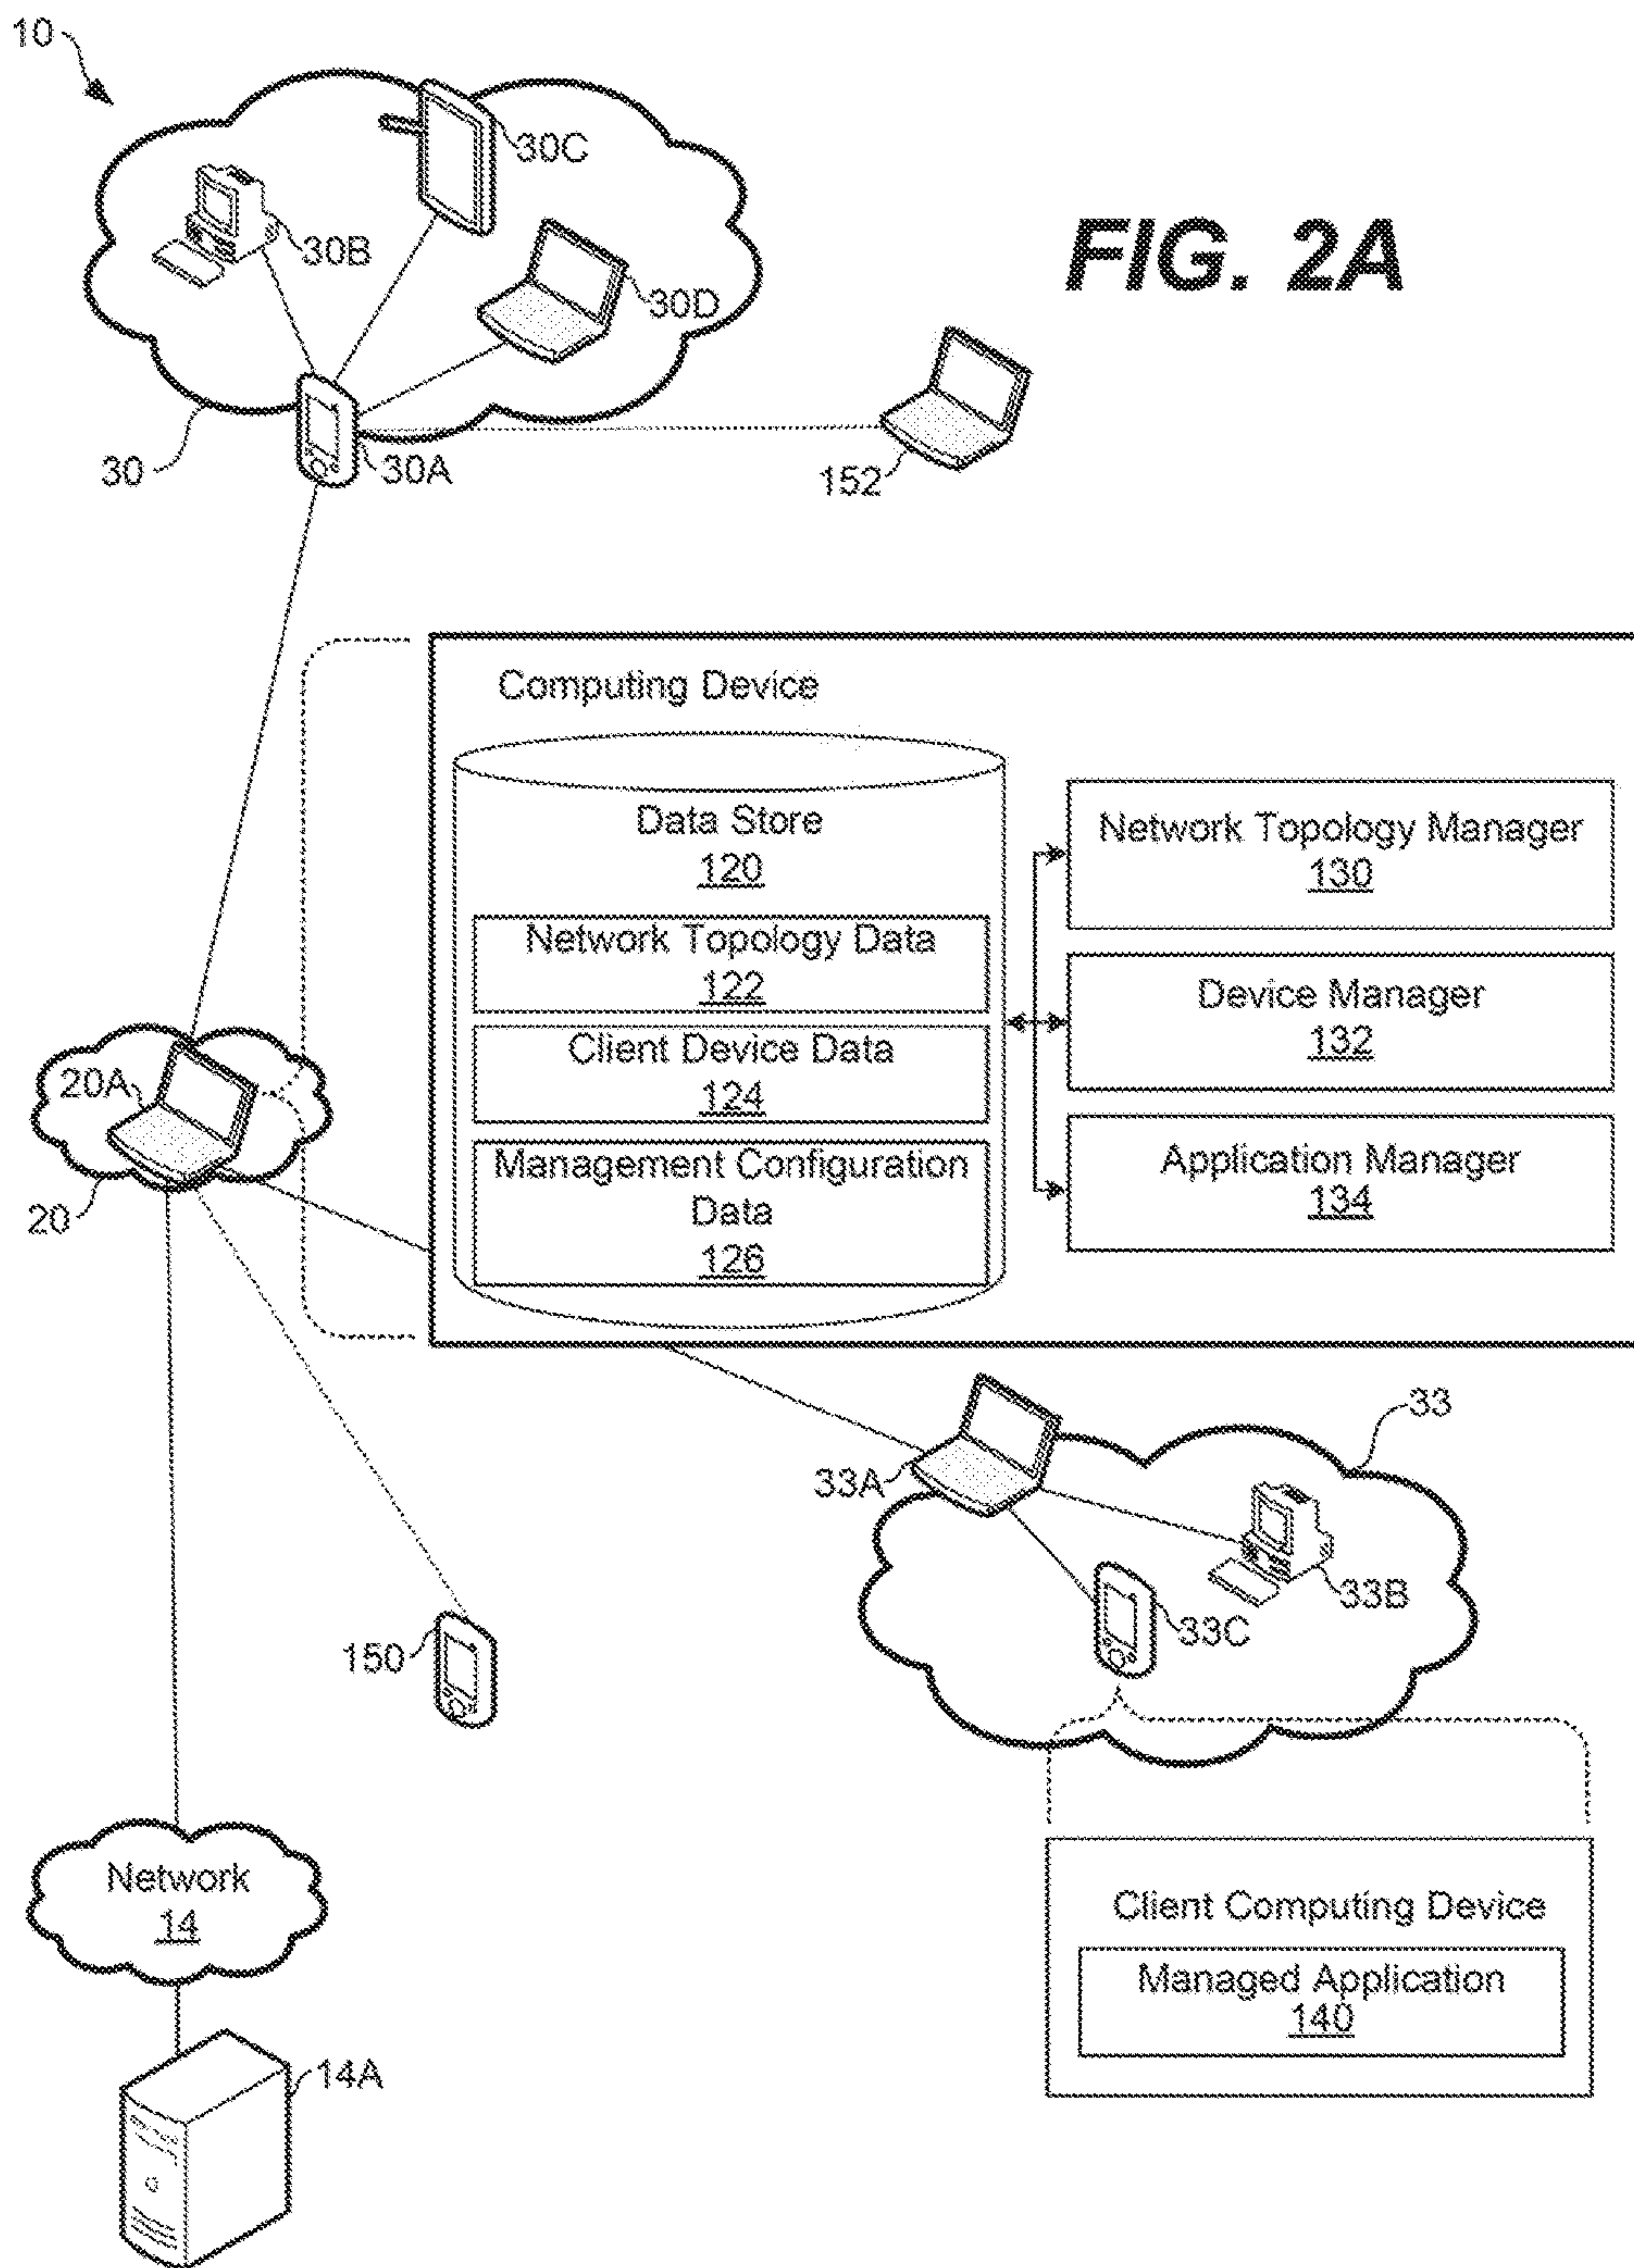 10
30C
FIG. 2A
30B
30D
30
30A
152
Computing Device
Data Store
120
Network Topology Data
122
Client Device Data
124
Management Configuration
Data
126
Network Topology Manager
130
Device Manager
132
Application Manager
134
20A
20
33
33A
33B
33C
150
Network
14
Client Computing Device
Managed Application
140
14A